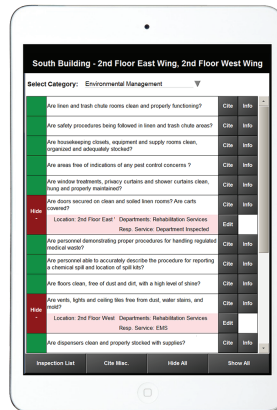 South Building - 2nd Floor East Wing, 2nd Floor West Wing
Select Category: Environmental Management
Are linen and trash chute rooms clean and properly functioning? Cite Info
Are safety procedures being followed in linen and trash chute areas? Cite Info
Are housekeeping closets, equipment and supply rooms clean,
organized and adequately stocked? Cite Info
Are areas free of indications of any pest control concerns ? Cite Info
Are window treatments, privacy curtains and shower curtains clean,
hung and properly maintained? Cite Info
Hide
-
Are doors secured on clean and soiled linen rooms? Are carts
covered? Cite Info
Location: 2nd Floor East ' Departments: Rehabilitation Services
Resp. Service: Department Inspected
Edit
Are personnel demonstrating proper procedures for handling regulated
medical waste? Cite Info
Are personnel able to accurately describe the procedure for reporting
a chemical spill and location of spill kits? Cite Info
Are floors clean, free of dust and dirt, with a high level of shine? Cite Info
Hide
-
Are vents, lights and ceiling tiles free from dust, water stains, and
mold? Cite Info
Location: 2nd Floor West Departments: Rehabilitation Services
Resp. Service: EMS
Edit
Are dispensers clean and properly stocked with supplies? Cite Info
Inspection List Cite Misc. Hide All Show All